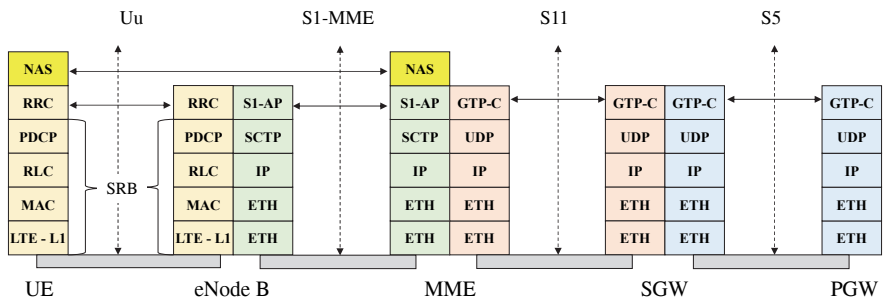 Uu S1-MME S11 S5
NAS NAS
RRC RRC S1-AP S1-AP GTP-C GTP-C GTP-C GTP-C
PDCP PDCP SCTP SCTP UDP UDP UDP UDP
RLC RLC IP IP IP IP IP IP
SRB
MAC MAC ETH ETH ETH ETH ETH ETH
LTE - L1 LTE - L1 ETH ETH ETH ETH ETH ETH
UE eNode B MME SGW PGW